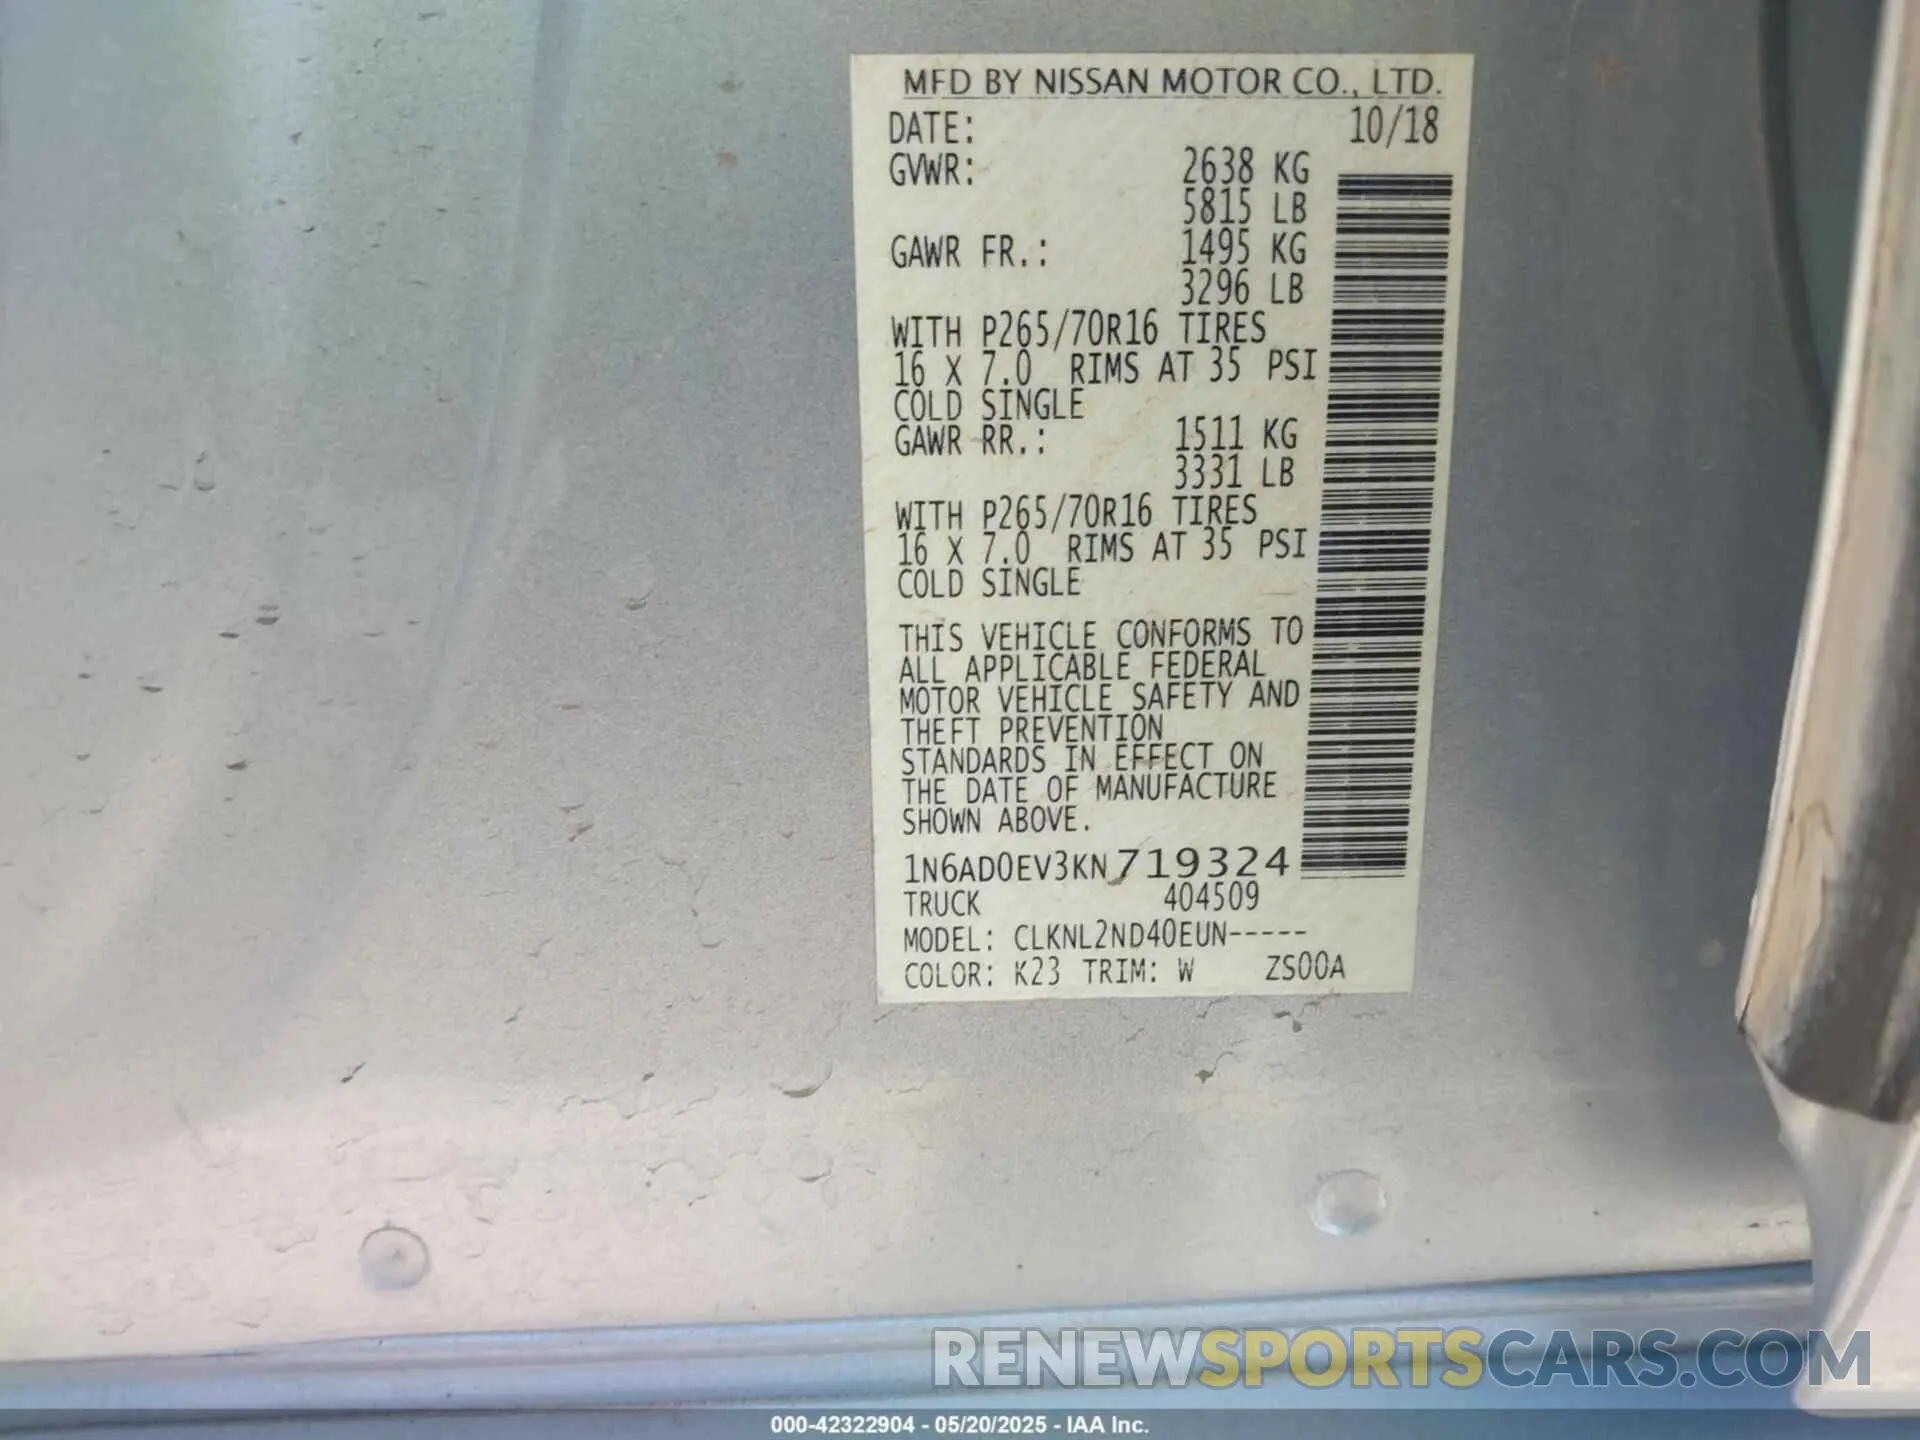 MFD BY NISSAN MOTOR CO., LTD.
DATE: 10/18
GVWR: 2638 KG
5815 LB
GAWR FR.: 1495 KG
3296 LB
WITH P265/70R16 TIRES
16 X 7.0 RIMS AT 35 PSI
COLD SINGLE
GAWR RR.: 1511 KG
3331 LB
WITH P265/70R16 TIRES
16 X 7.0 RIMS AT 35 PSI
COLD SINGLE
THIS VEHICLE CONFORMS TO
ALL APPLICABLE FEDERAL
MOTOR VEHICLE SAFETY AND
THEFT PREVENTION
STANDARDS IN EFFECT ON
THE DATE OF MANUFACTURE
SHOWN ABOVE.
1N6AD0EV3KN719324
TRUCK 404509
MODEL: CLKNL2ND40EUN-----
COLOR: K23 TRIM: W ZS00A
RENEWSPORTSCARS.COM
000-42322904 - 05/20/2025 - IAA Inc.